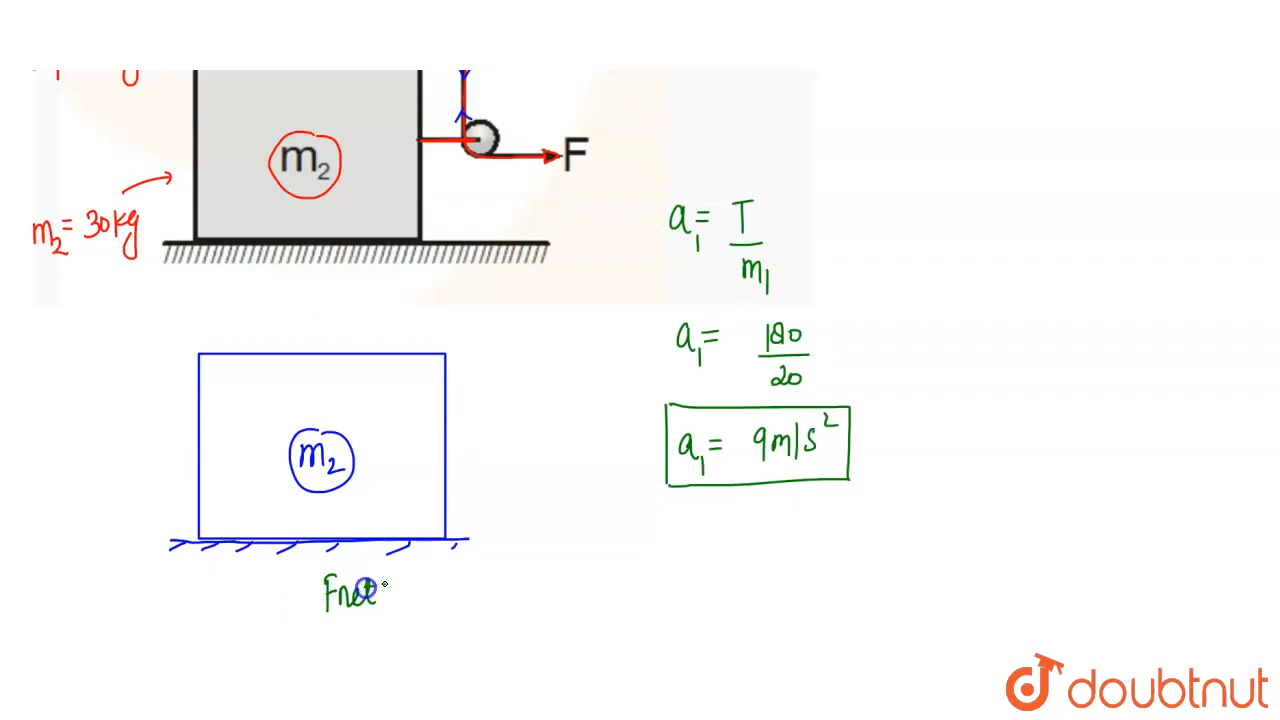 m₂
F
m₂ = 30 kg
a₁ = T
m₁
a₁ = 180
20
a₁ = 9 m/s²
m₂
Fnet
doubtnut